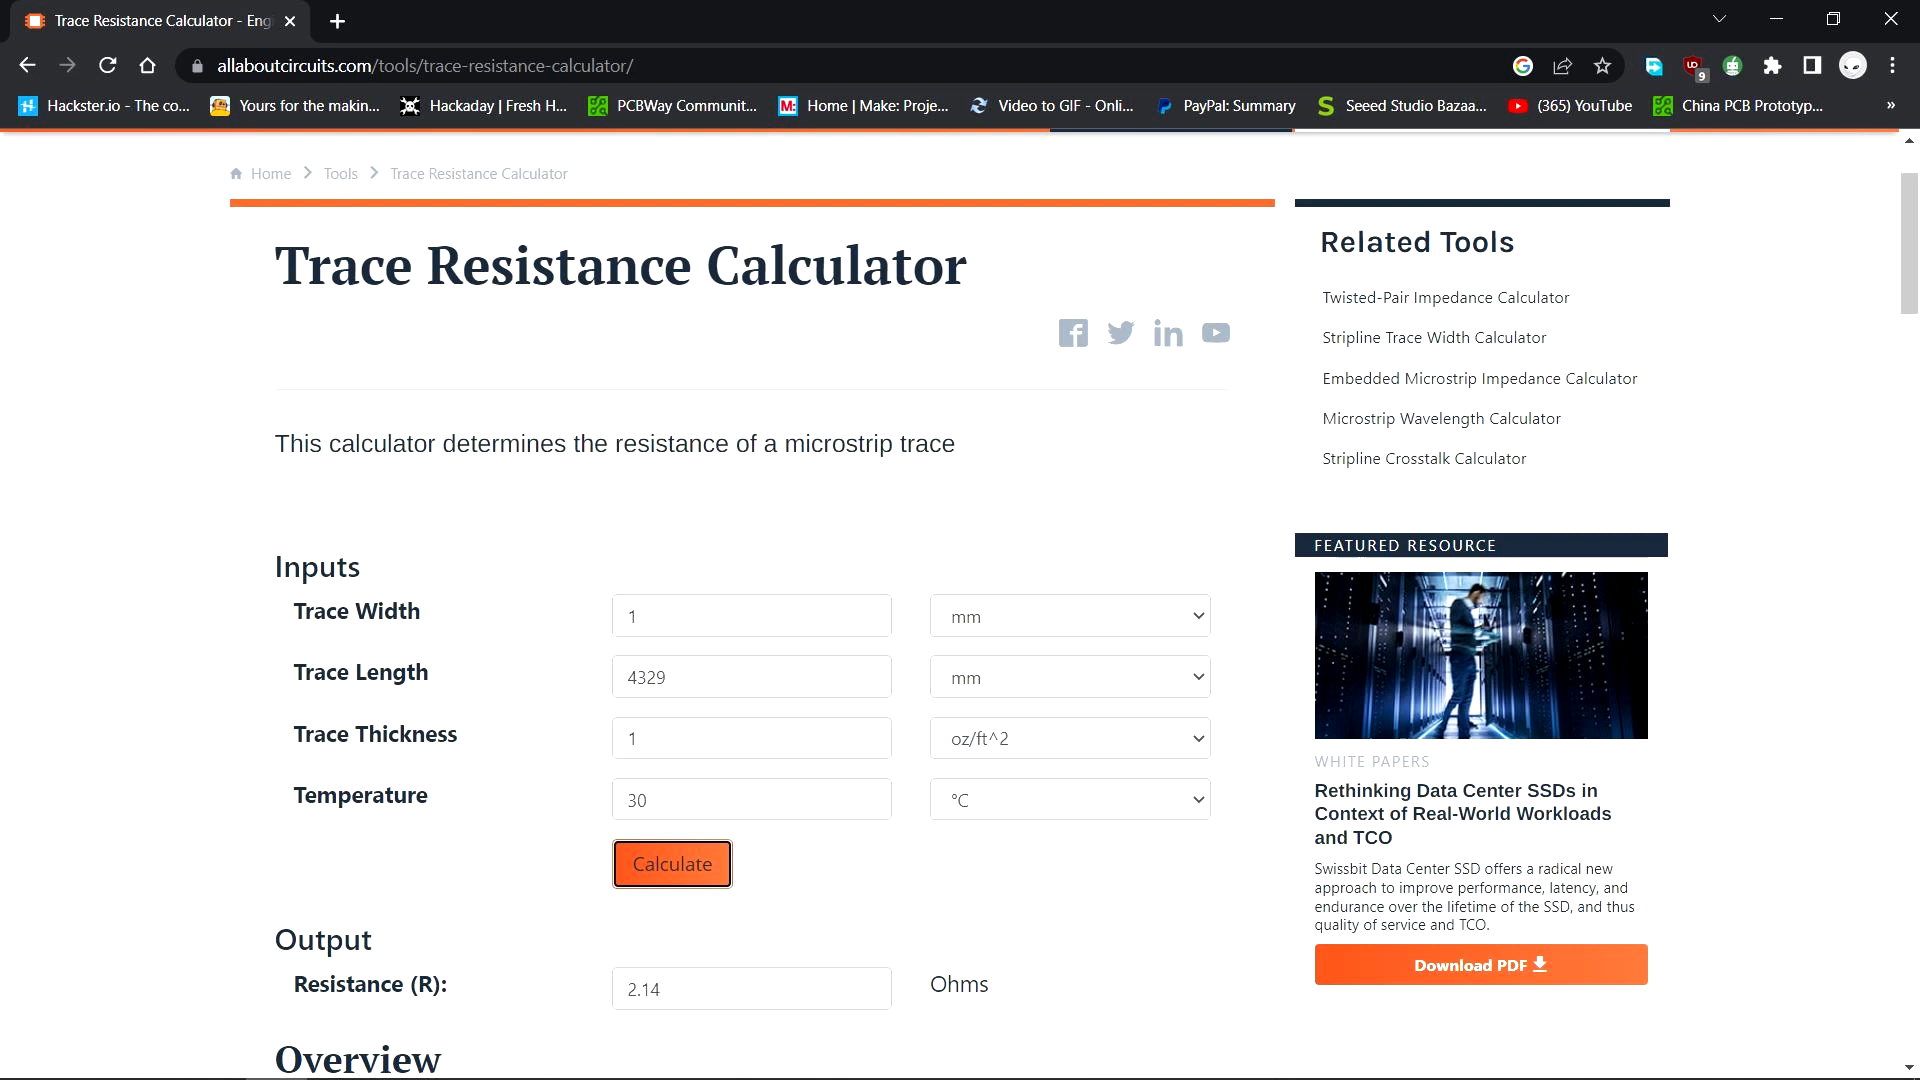 Trace Resistance Calculator - Eng
allaboutcircuits.com/tools/trace-resistance-calculator/
9
Hackster.io - The co...
Yours for the makin...
Hackaday | Fresh H...
PCBWay Communit...
M:
Home | Make: Proje...
Video to GIF - Onli...
PayPal: Summary
Seeed Studio Bazaa...
(365) YouTube
China PCB Prototyp...
»
Home > Tools > Trace Resistance Calculator
Trace Resistance Calculator
This calculator determines the resistance of a microstrip trace
Inputs
Trace Width 1 mm
Trace Length 4329 mm
Trace Thickness 1 oz/ft^2
Temperature 30 °C
Calculate
Output
Resistance (R): 2.14 Ohms
Overview
Related Tools
Twisted-Pair Impedance Calculator
Stripline Trace Width Calculator
Embedded Microstrip Impedance Calculator
Microstrip Wavelength Calculator
Stripline Crosstalk Calculator
FEATURED RESOURCE
WHITE PAPERS
Rethinking Data Center SSDs in
Context of Real-World Workloads
and TCO
Swissbit Data Center SSD offers a radical new
approach to improve performance, latency, and
endurance over the lifetime of the SSD, and thus
quality of service and TCO.
Download PDF